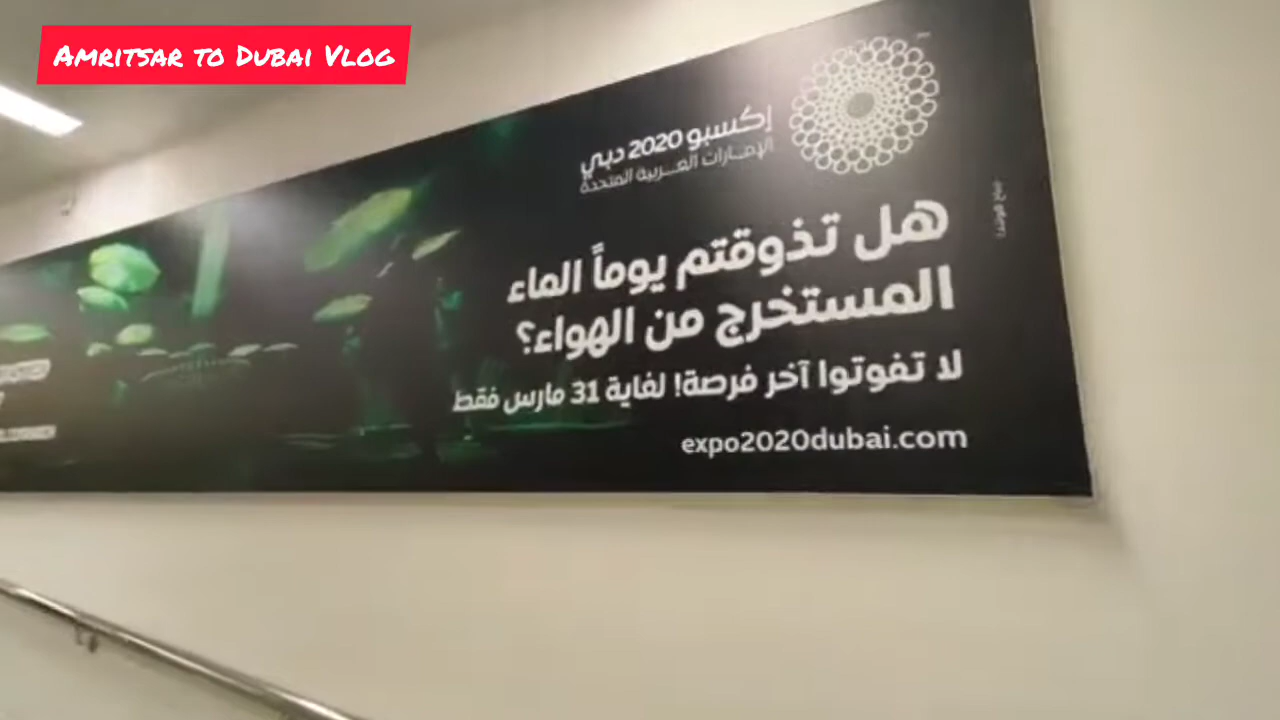 Amritsar to Dubai Vlog
إكسبو 2020 دبي
الإمارات العربية المتحدة
هل تذوقتم يوماً الماء
المستخرج من الهواء؟
لا تفوتوا آخر فرصة! لغاية 31 مارس فقط
expo2020dubai.com